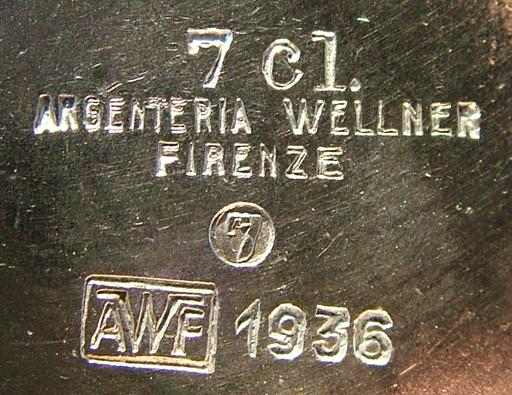 7 cl.
ARGENTERIA WELLNER
FIRENZE
7
AWF 1936